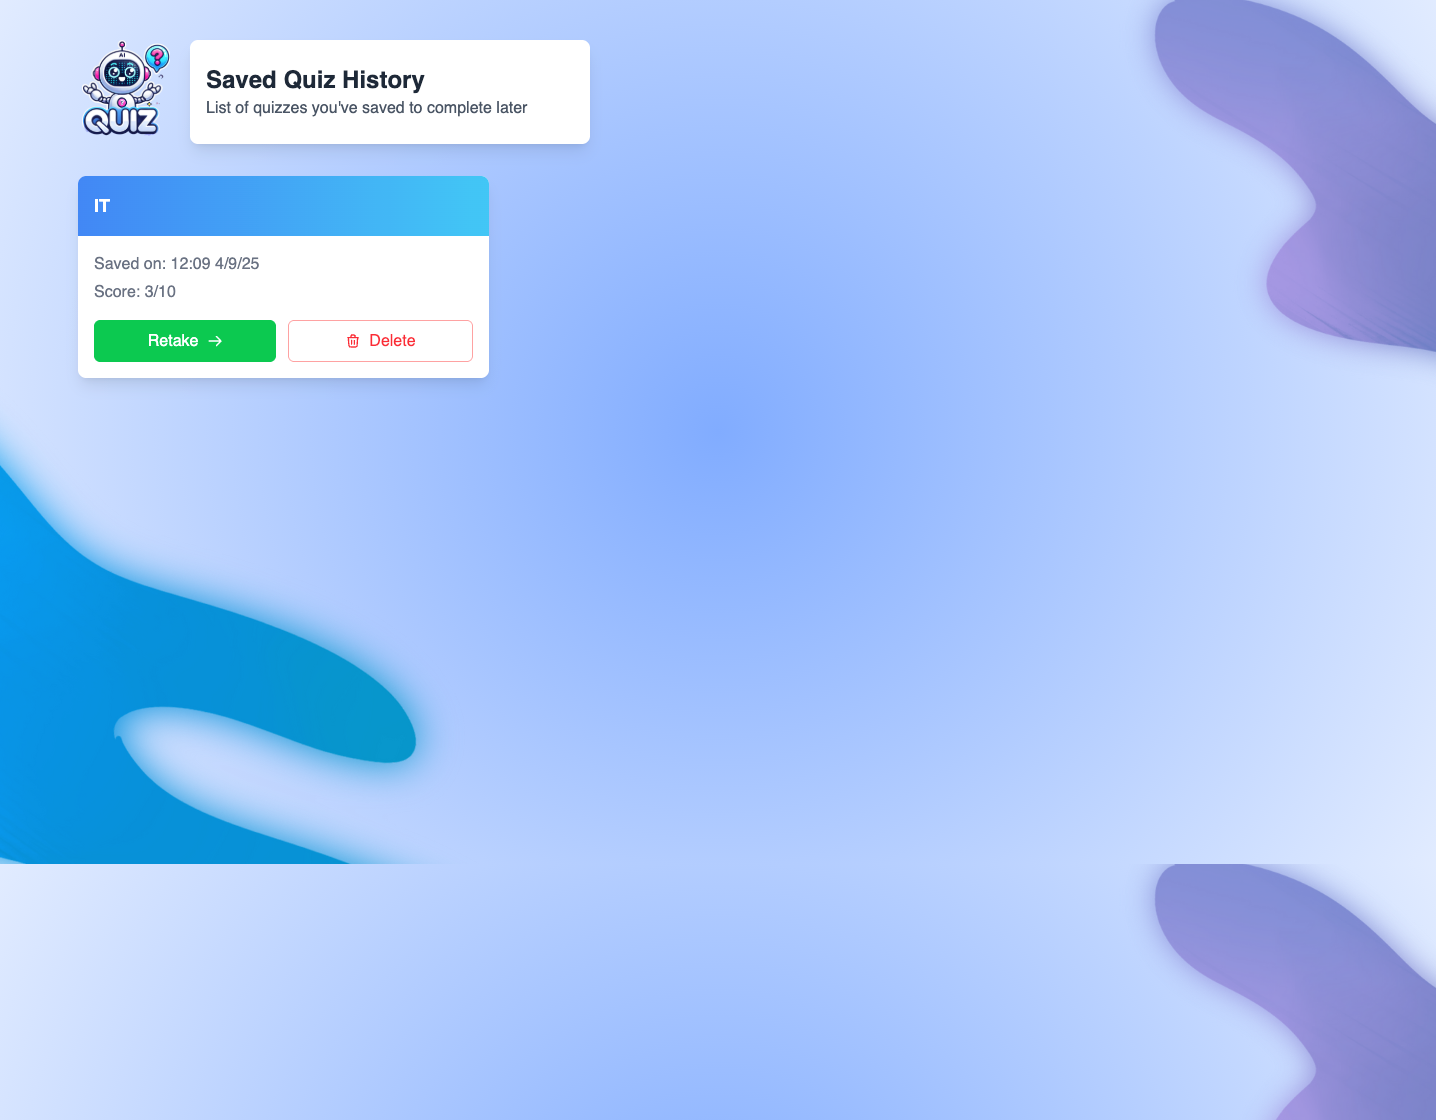 AI
?
QUIZ
Saved Quiz History
List of quizzes you've saved to complete later
IT
Saved on: 12:09 4/9/25
Score: 3/10
Retake →
Delete